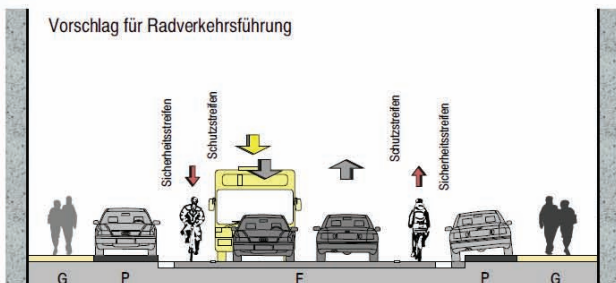 Vorschlag für Radverkehrsführung
Sicherheitsstreifen
Schutzstreifen
Schutzstreifen
Sicherheitsstreifen
G P F P G